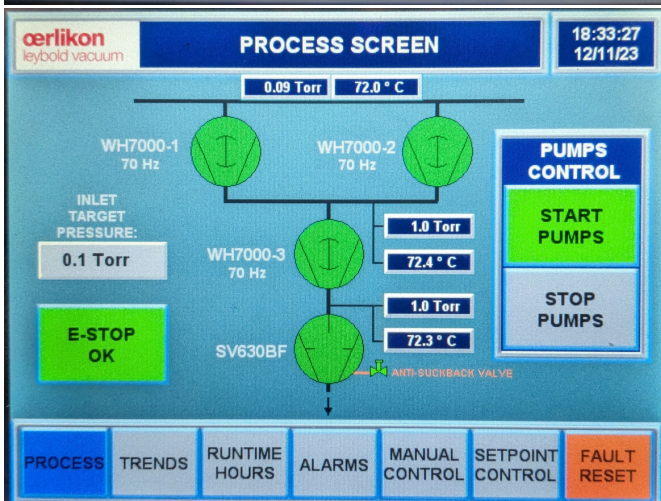 œrlikon
leybold vacuum
PROCESS SCREEN
18:33:27
12/11/23
0.09 Torr
72.0 ° C
WH7000-1
70 Hz
WH7000-2
70 Hz
PUMPS
CONTROL
START
PUMPS
STOP
PUMPS
INLET
TARGET
PRESSURE:
0.1 Torr
1.0 Torr
72.4 ° C
WH7000-3
70 Hz
1.0 Torr
72.3 ° C
E-STOP
OK
SV630BF
ANTI-SUCKBACK VALVE
PROCESS
TRENDS
RUNTIME
HOURS
ALARMS
MANUAL
CONTROL
SETPOINT
CONTROL
FAULT
RESET